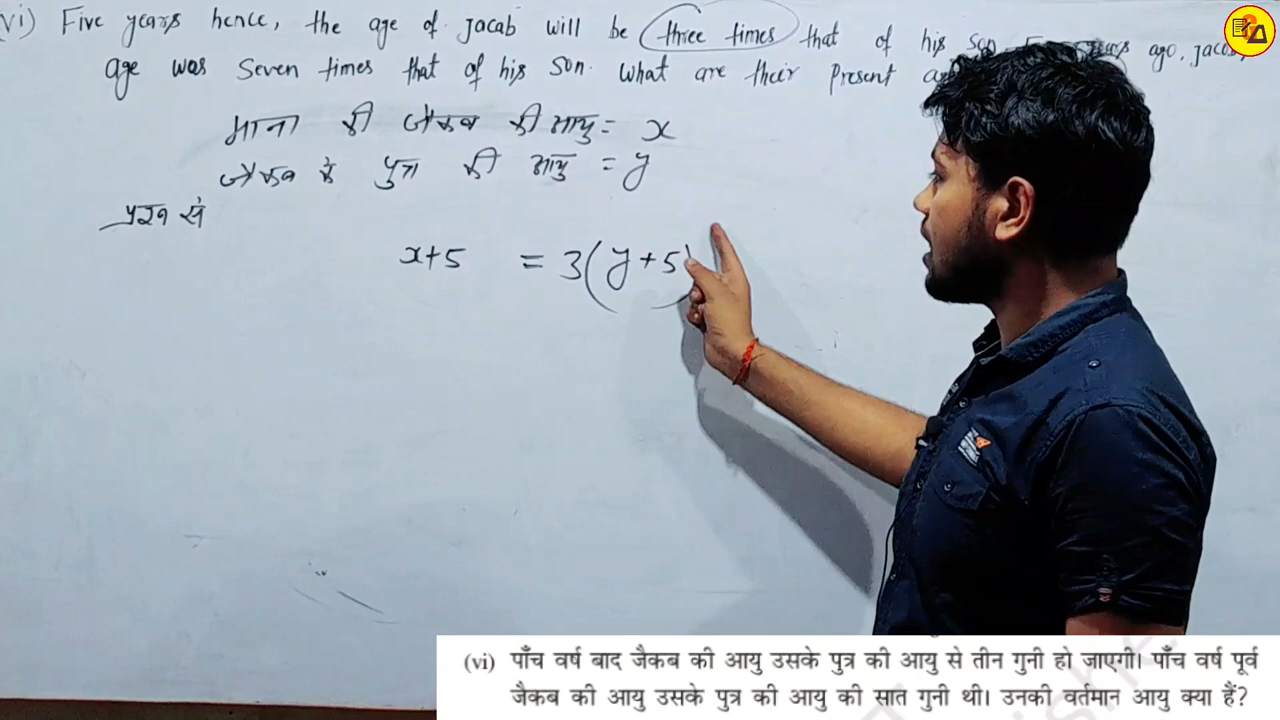 vi) Five years hence, the age of Jacab will be three times that of his son. ago, Jacob,
age was seven times that of his son. What are their present
माना की जैकब की आयु = x
जैकब के पुत्र की आयु = y
प्रश्न से
x+5 = 3(y+5)
(vi) पाँच वर्ष बाद जैकब की आयु उसके पुत्र की आयु से तीन गुनी हो जाएगी। पाँच वर्ष पूर्व
जैकब की आयु उसके पुत्र की आयु की सात गुनी थी। उनकी वर्तमान आयु क्या हैं?